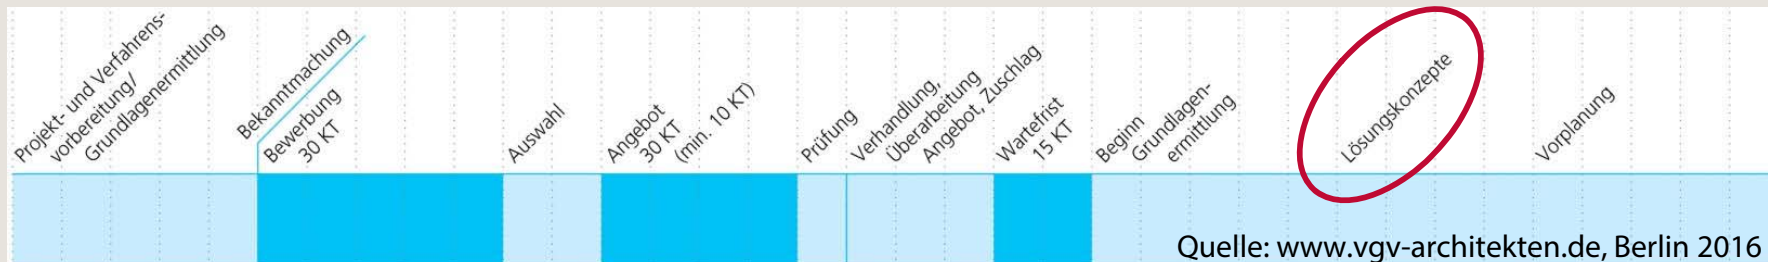 Projekt- und Verfahrens-
vorbereitung/
Grundlagenermittlung
Bekanntmachung
Bewerbung
30 KT
Auswahl
Angebot
30 KT
(min. 10 KT)
Prüfung
Verhandlung,
Überarbeitung
Angebot, Zuschlag
Wartefrist
15 KT
Beginn
Grundlagen-
ermittlung
Lösungskonzepte
Vorplanung
Quelle: www.vgv-architekten.de, Berlin 2016